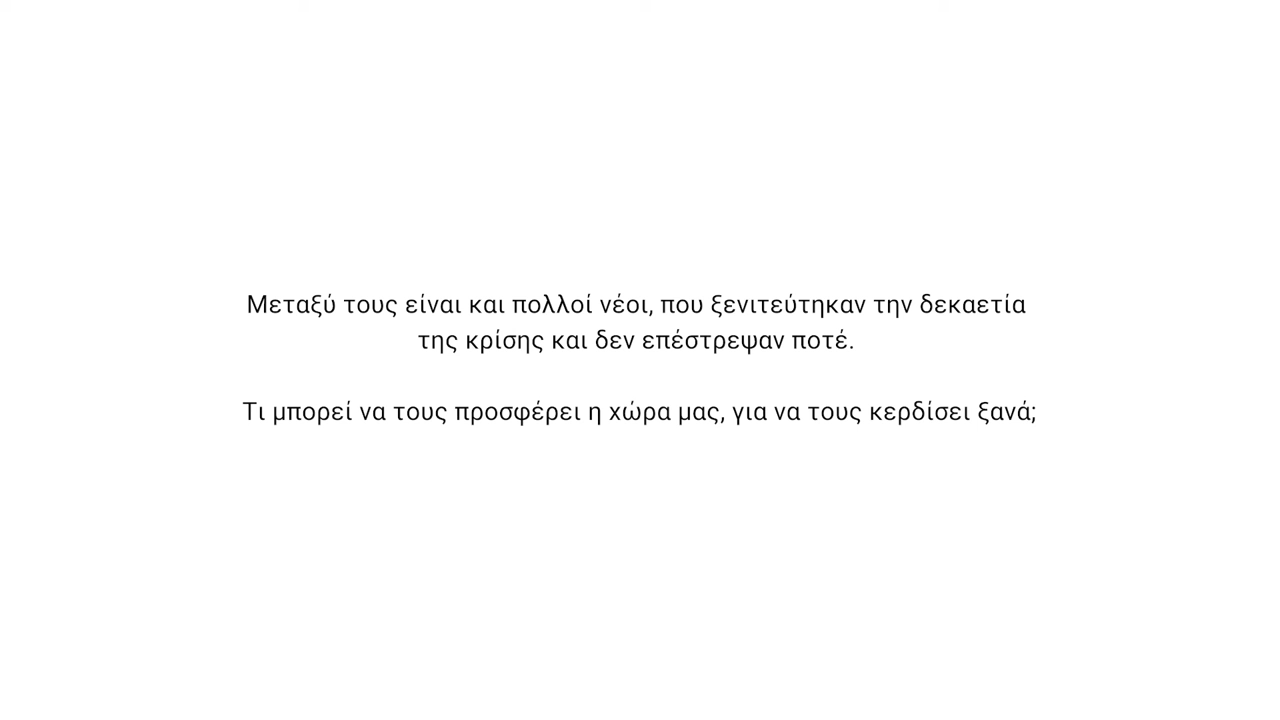 Μεταξύ τους είναι και πολλοί νέοι, που ξενιτεύτηκαν την δεκαετία
της κρίσης και δεν επέστρεψαν ποτέ.
Τι μπορεί να τους προσφέρει η χώρα μας, για να τους κερδίσει ξανά;